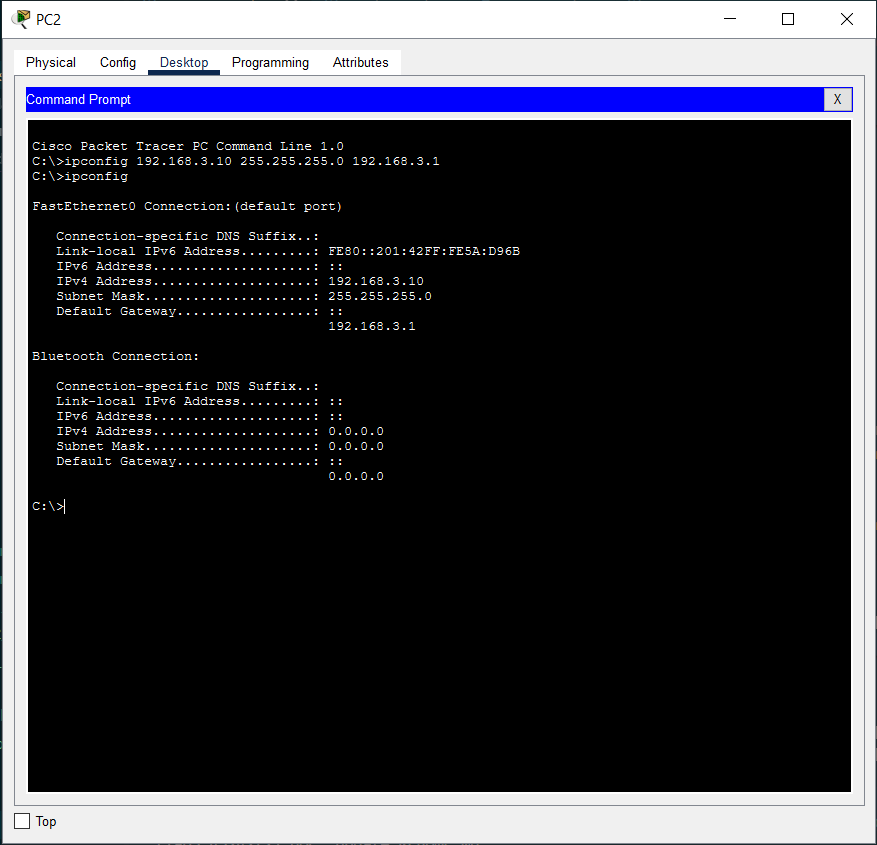 PC2
Physical Config Desktop Programming Attributes
Command Prompt X
Cisco Packet Tracer PC Command Line 1.0
C:\>ipconfig 192.168.3.10 255.255.255.0 192.168.3.1
C:\>ipconfig
FastEthernet0 Connection:(default port)
Connection-specific DNS Suffix..:
Link-local IPv6 Address.........: FE80::201:42FF:FE5A:D96B
IPv6 Address....................: ::
IPv4 Address....................: 192.168.3.10
Subnet Mask.....................: 255.255.255.0
Default Gateway.................: ::
192.168.3.1
Bluetooth Connection:
Connection-specific DNS Suffix..:
Link-local IPv6 Address.........: ::
IPv6 Address....................: ::
IPv4 Address....................: 0.0.0.0
Subnet Mask.....................: 0.0.0.0
Default Gateway.................: ::
0.0.0.0
C:\>
Top